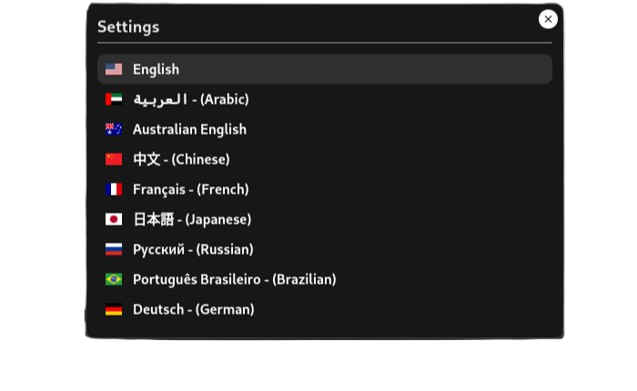 Settings
English
العربية - (Arabic)
Australian English
中文 - (Chinese)
Français - (French)
日本語 - (Japanese)
Русский - (Russian)
Português Brasileiro - (Brazilian)
Deutsch - (German)